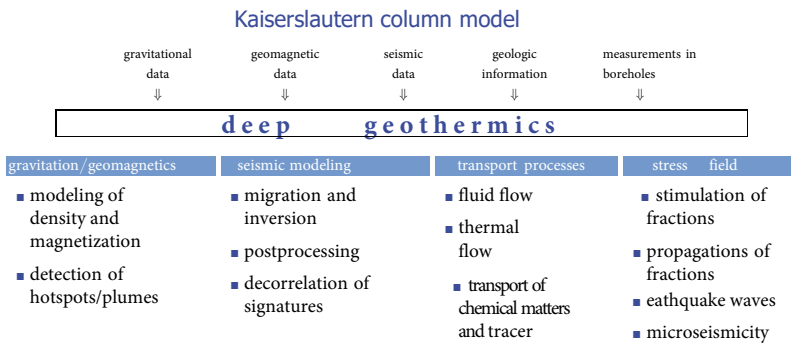 Kaiserslautern column model
gravitational data
geomagnetic data
seismic data
geologic information
measurements in boreholes
⇓ ⇓ ⇓ ⇓ ⇓
deep geothermics
gravitation/geomagnetics
▪ modeling of
density and
magnetization
▪ detection of
hotspots/plumes
seismic modeling
▪ migration and
inversion
▪ postprocessing
▪ decorrelation of
signatures
transport processes
▪ fluid flow
▪ thermal
flow
▪ transport of
chemical matters
and tracer
stress field
▪ stimulation of
fractions
▪ propagations of
fractions
▪ eathquake waves
▪ microseismicity